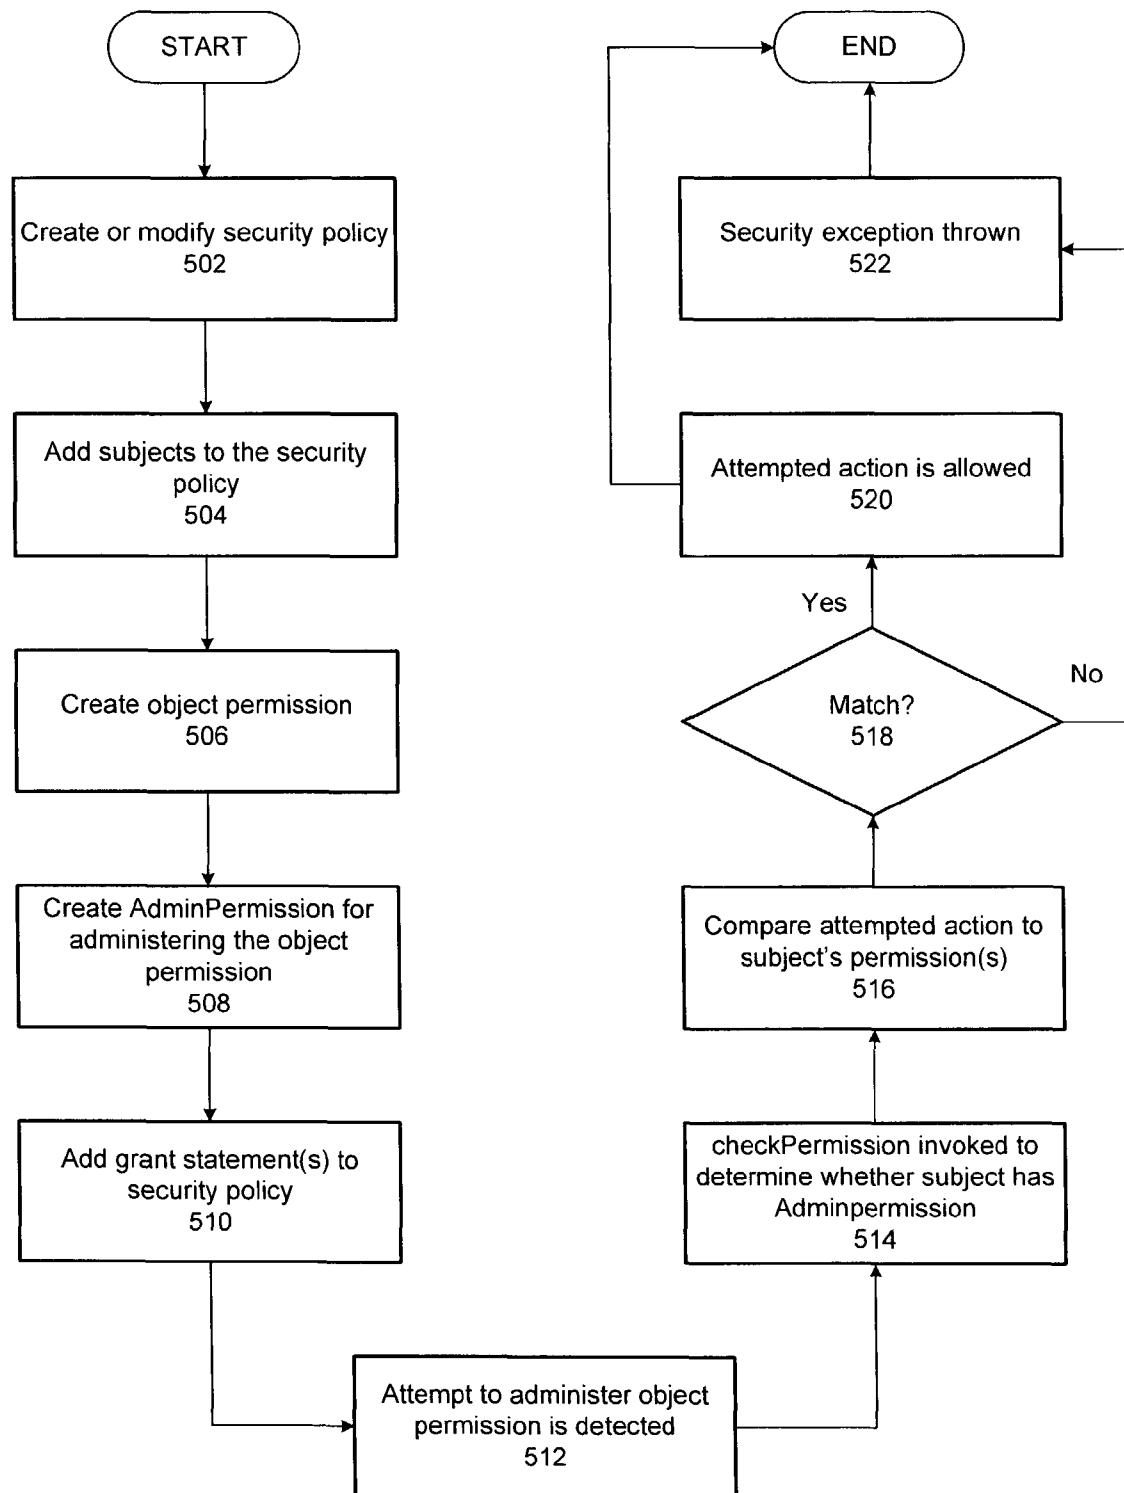 START
Create or modify security policy
502
Add subjects to the security
policy
504
Create object permission
506
Create AdminPermission for
administering the object
permission
508
Add grant statement(s) to
security policy
510
Attempt to administer object
permission is detected
512
checkPermission invoked to
determine whether subject has
Adminpermission
514
Compare attempted action to
subject's permission(s)
516
Match?
518
Yes
No
Attempted action is allowed
520
Security exception thrown
522
END